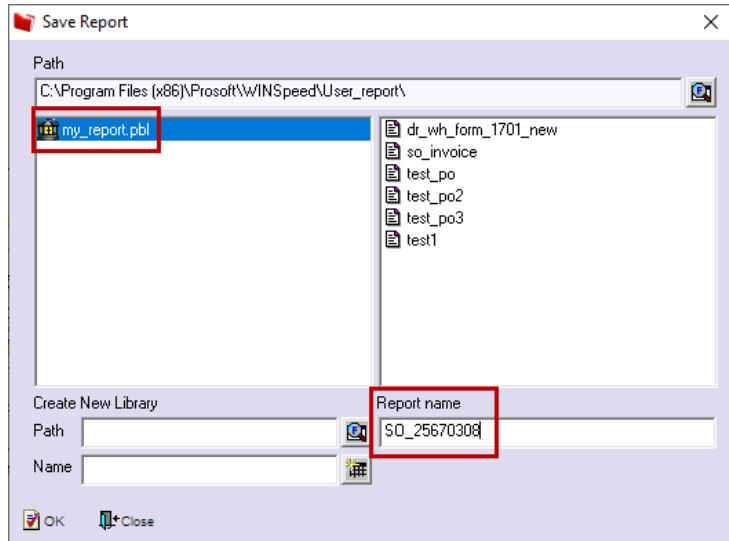 Save Report
Path
C:\Program Files (x86)\Prosoft\WINSpeed\User_report\
my_report.pbl
dr_wh_form_1701_new
so_invoice
test_po
test_po2
test_po3
test1
Create New Library
Path
Name
Report name
SO_25670308
OK
Close